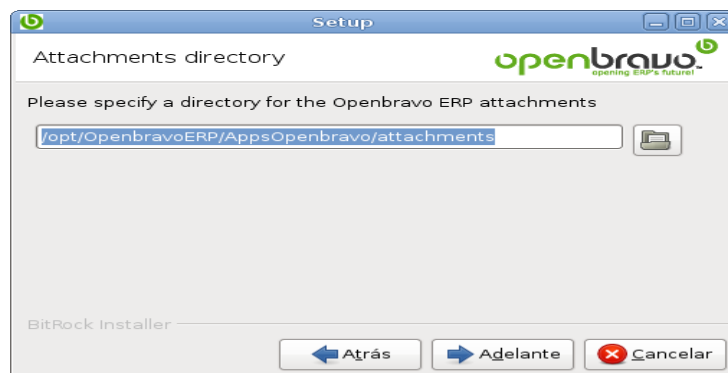 Setup
Attachments directory
openbravo.
opening ERP's future!
Please specify a directory for the Openbravo ERP attachments
/opt/OpenbravoERP/AppsOpenbravo/attachments
BitRock Installer
Atrás Adelante Cancelar